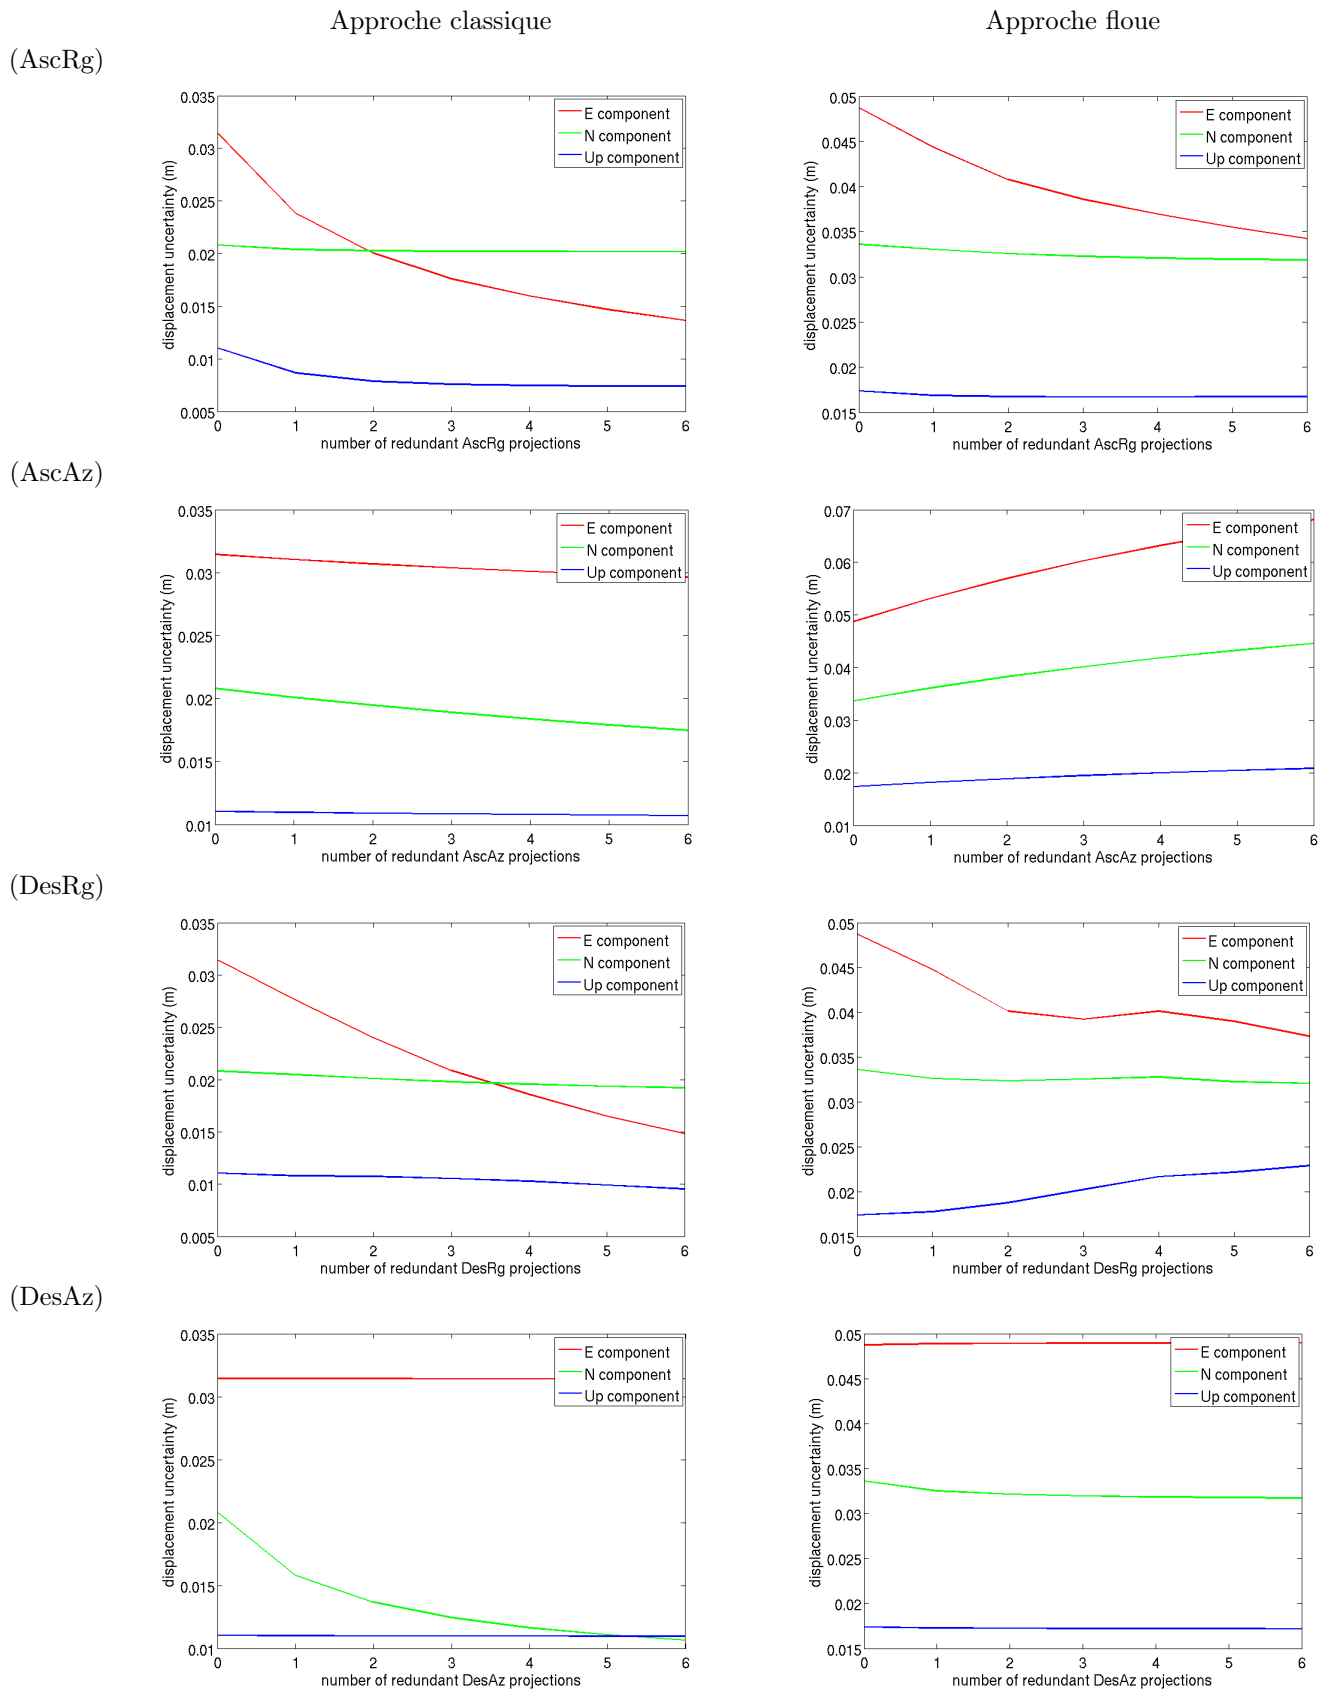 Approche classique
Approche floue
(AscRg)
0.035
0.03
0.025
0.02
0.015
0.01
0.005
displacement uncertainty (m)
E component
N component
Up component
0 1 2 3 4 5 6
number of redundant AscRg projections
0.05
0.045
0.04
0.035
0.03
0.025
0.02
0.015
displacement uncertainty (m)
E component
N component
Up component
0 1 2 3 4 5 6
number of redundant AscRg projections
(AscAz)
0.035
0.03
0.025
0.02
0.015
0.01
displacement uncertainty (m)
E component
N component
Up component
0 1 2 3 4 5 6
number of redundant AscAz projections
0.07
0.06
0.05
0.04
0.03
0.02
0.01
displacement uncertainty (m)
E component
N component
Up component
0 1 2 3 4 5 6
number of redundant AscAz projections
(DesRg)
0.035
0.03
0.025
0.02
0.015
0.01
0.005
displacement uncertainty (m)
E component
N component
Up component
0 1 2 3 4 5 6
number of redundant DesRg projections
0.05
0.045
0.04
0.035
0.03
0.025
0.02
0.015
displacement uncertainty (m)
E component
N component
Up component
0 1 2 3 4 5 6
number of redundant DesRg projections
(DesAz)
0.035
0.03
0.025
0.02
0.015
0.01
displacement uncertainty (m)
E component
N component
Up component
0 1 2 3 4 5 6
number of redundant DesAz projections
0.05
0.045
0.04
0.035
0.03
0.025
0.02
0.015
displacement uncertainty (m)
E component
N component
Up component
0 1 2 3 4 5 6
number of redundant DesAz projections